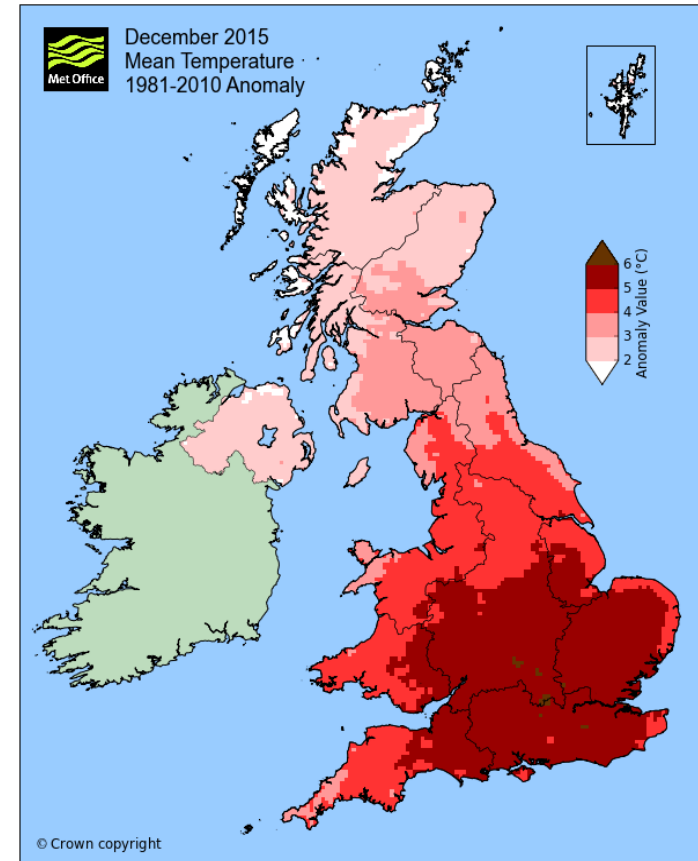 Met Office
December 2015
Mean Temperature
1981-2010 Anomaly
6
5
4
3
2
Anomaly Value (°C)
© Crown copyright